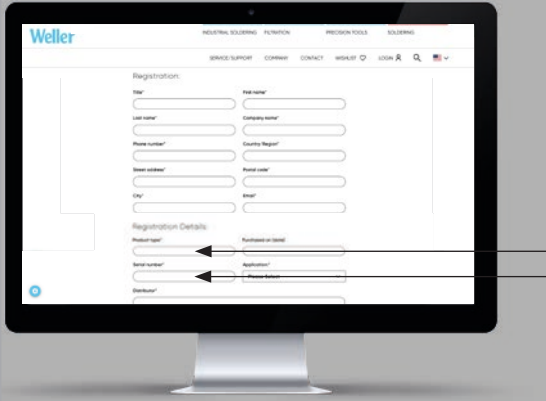 Weller
INDUSTRIAL SOLDERING FILTRATION PRECISION TOOLS SOLDERING
SERVICE/ SUPPORT COMPANY CONTACT WISHLIST LOGIN
Registration:
Title* First name*
Last name* Company name*
Phone number* Country/Region*
Street address* Postal code*
City* Email*
Registration Details:
Product type* Purchased on (date)
Serial number* Application*
Please Select
Distributor*